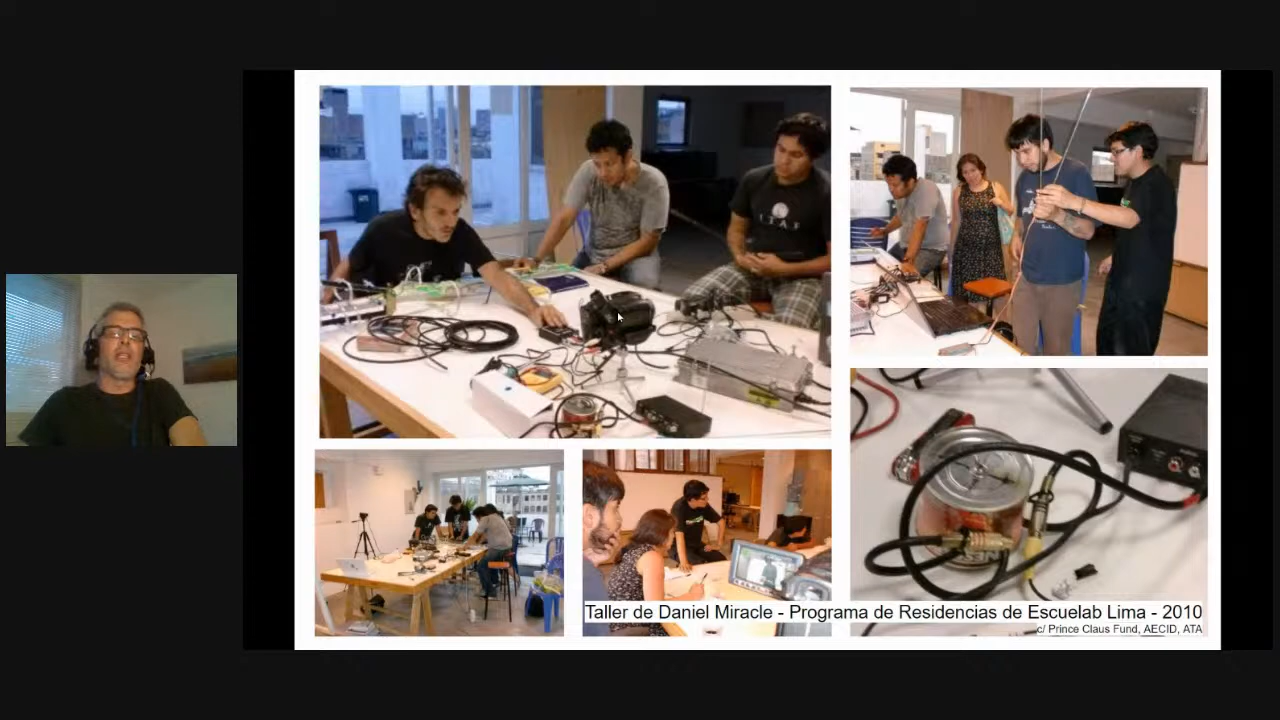 Taller de Daniel Miracle - Programa de Residencias de Escuelab Lima - 2010
c/ Prince Claus Fund, AECID, ATA